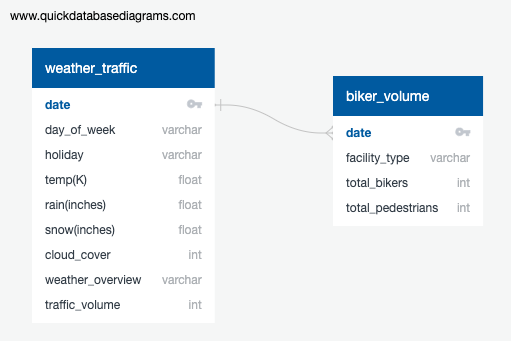 www.quickdatabasediagrams.com
weather_traffic
date
day_of_week varchar
holiday varchar
temp(K) float
rain(inches) float
snow(inches) float
cloud_cover int
weather_overview varchar
traffic_volume int
biker_volume
date
facility_type varchar
total_bikers int
total_pedestrians int